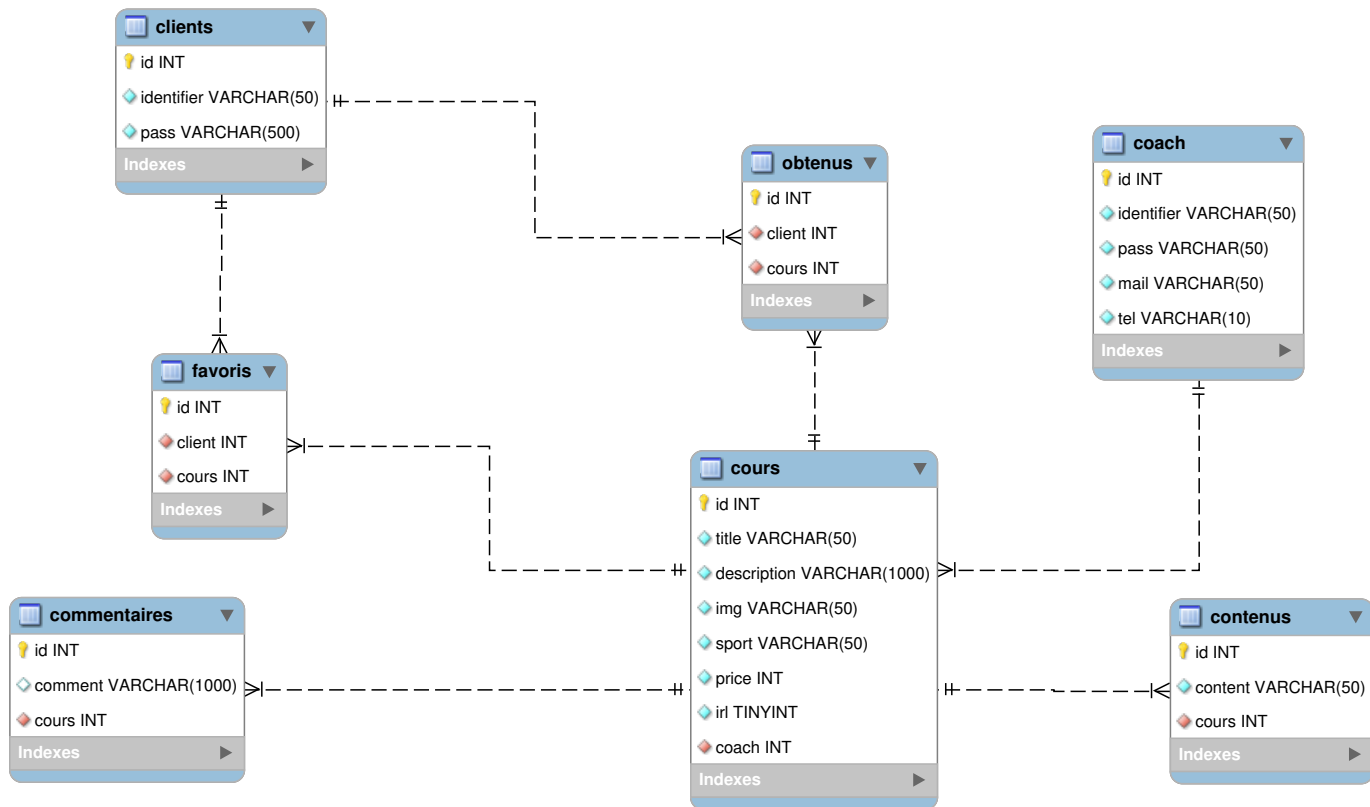 clients
id INT
identifier VARCHAR(50)
pass VARCHAR(500)
Indexes
obtenus
id INT
client INT
cours INT
Indexes
coach
id INT
identifier VARCHAR(50)
pass VARCHAR(50)
mail VARCHAR(50)
tel VARCHAR(10)
Indexes
favoris
id INT
client INT
cours INT
Indexes
cours
id INT
title VARCHAR(50)
description VARCHAR(1000)
img VARCHAR(50)
sport VARCHAR(50)
price INT
irl TINYINT
coach INT
Indexes
commentaires
id INT
comment VARCHAR(1000)
cours INT
Indexes
contenus
id INT
content VARCHAR(50)
cours INT
Indexes